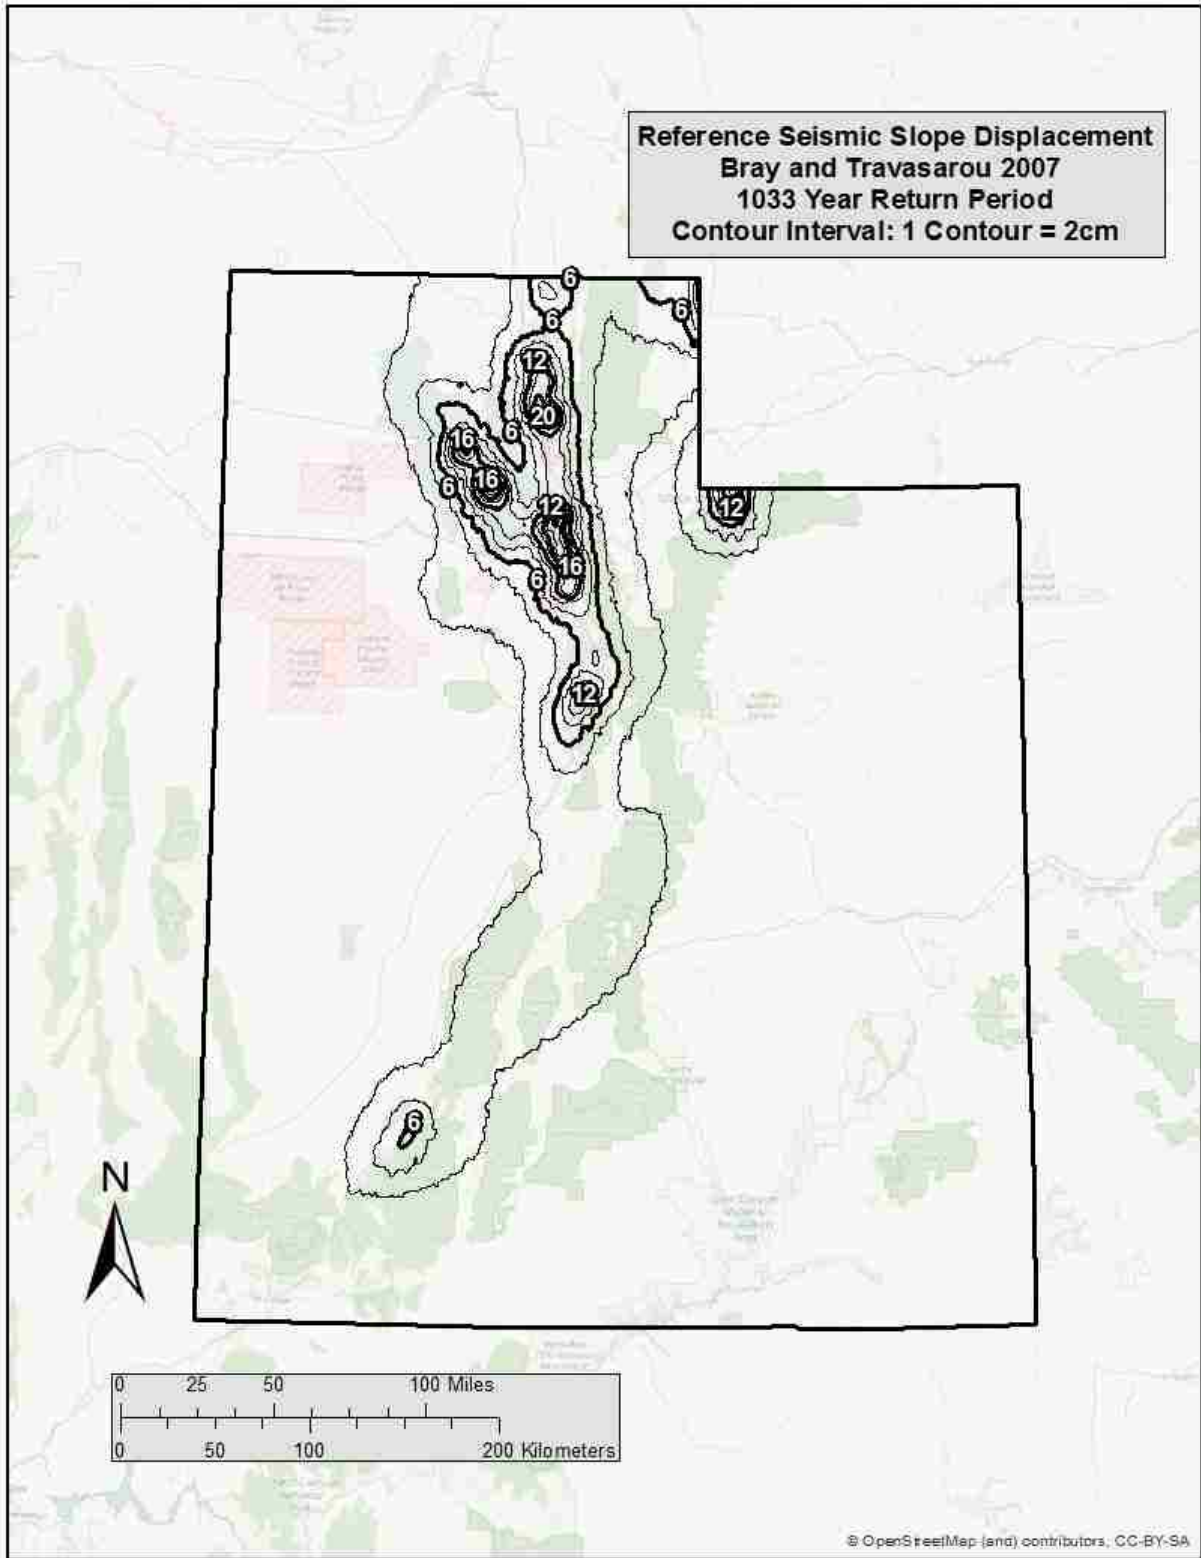 Reference Seismic Slope Displacement
Bray and Travasarou 2007
1033 Year Return Period
Contour Interval: 1 Contour = 2cm
6
6
6
12
20
6
16
16
6
12
12
16
6
12
6
N
0 25 50 100 Miles
0 50 100 200 Kilometers
© OpenStreetMap (and) contributors, CC-BY-SA